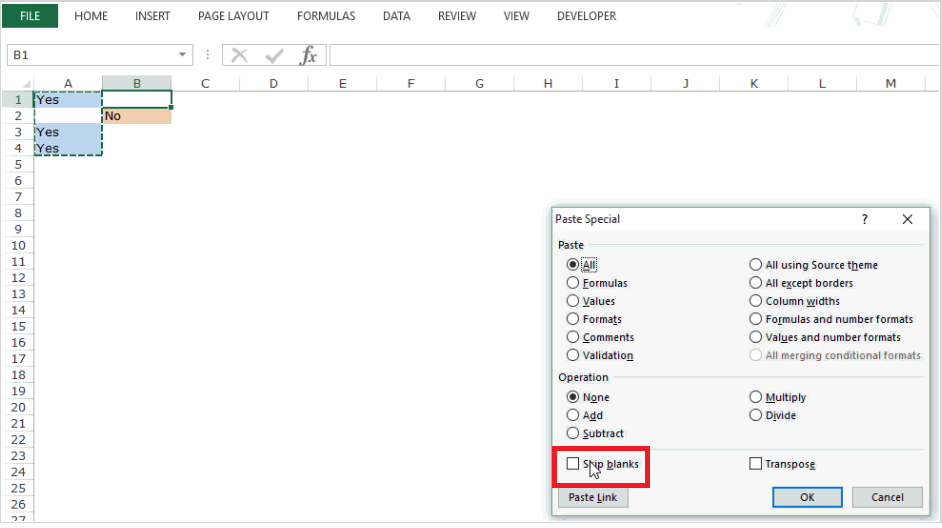 FILE HOME INSERT PAGE LAYOUT FORMULAS DATA REVIEW VIEW DEVELOPER
B1 fx
A B C D E F G H I J K L M
1 Yes
2 No
3 Yes
4 Yes
5
6
7
8
9
10
11
12
13
14
15
16
17
18
19
20
21
22
23
24
25
26
27
Paste Special ?
Paste
All All using Source theme
Formulas All except borders
Values Column widths
Formats Formulas and number formats
Comments Values and number formats
Validation All merging conditional formats
Operation
None Multiply
Add Divide
Subtract
Skip blanks Transpose
Paste Link OK Cancel